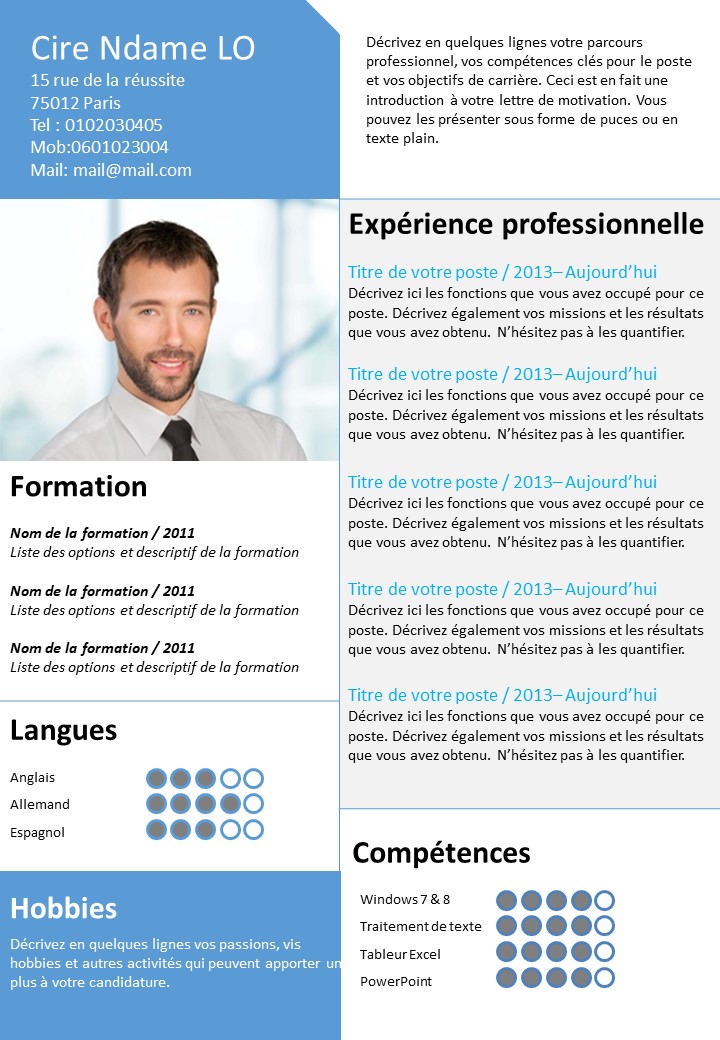 Cire Ndame LO
15 rue de la réussite
75012 Paris
Tel : 0102030405
Mob:0601023004
Mail: mail@mail.com
Décrivez en quelques lignes votre parcours
professionnel, vos compétences clés pour le poste
et vos objectifs de carrière. Ceci est en fait une
introduction à votre lettre de motivation. Vous
pouvez les présenter sous forme de puces ou en
texte plain.
Formation
Nom de la formation / 2011
Liste des options et descriptif de la formation
Nom de la formation / 2011
Liste des options et descriptif de la formation
Nom de la formation / 2011
Liste des options et descriptif de la formation
Langues
Anglais
Allemand
Espagnol
Hobbies
Décrivez en quelques lignes vos passions, vis
hobbies et autres activités qui peuvent apporter un
plus à votre candidature.
Expérience professionnelle
Titre de votre poste / 2013– Aujourd’hui
Décrivez ici les fonctions que vous avez occupé pour ce
poste. Décrivez également vos missions et les résultats
que vous avez obtenu. N’hésitez pas à les quantifier.
Titre de votre poste / 2013– Aujourd’hui
Décrivez ici les fonctions que vous avez occupé pour ce
poste. Décrivez également vos missions et les résultats
que vous avez obtenu. N’hésitez pas à les quantifier.
Titre de votre poste / 2013– Aujourd’hui
Décrivez ici les fonctions que vous avez occupé pour ce
poste. Décrivez également vos missions et les résultats
que vous avez obtenu. N’hésitez pas à les quantifier.
Titre de votre poste / 2013– Aujourd’hui
Décrivez ici les fonctions que vous avez occupé pour ce
poste. Décrivez également vos missions et les résultats
que vous avez obtenu. N’hésitez pas à les quantifier.
Titre de votre poste / 2013– Aujourd’hui
Décrivez ici les fonctions que vous avez occupé pour ce
poste. Décrivez également vos missions et les résultats
que vous avez obtenu. N’hésitez pas à les quantifier.
Compétences
Windows 7 & 8
Traitement de texte
Tableur Excel
PowerPoint